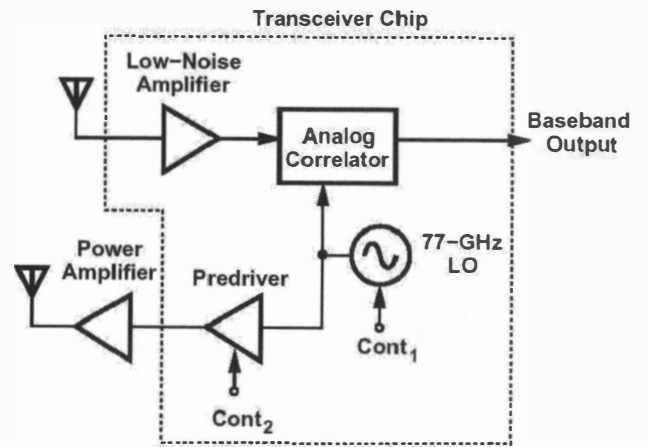 Transceiver Chip
Low–Noise
Amplifier
Analog
Correlator
Baseband
Output
Power
Amplifier
Predriver
77–GHz
LO
Cont1
Cont2